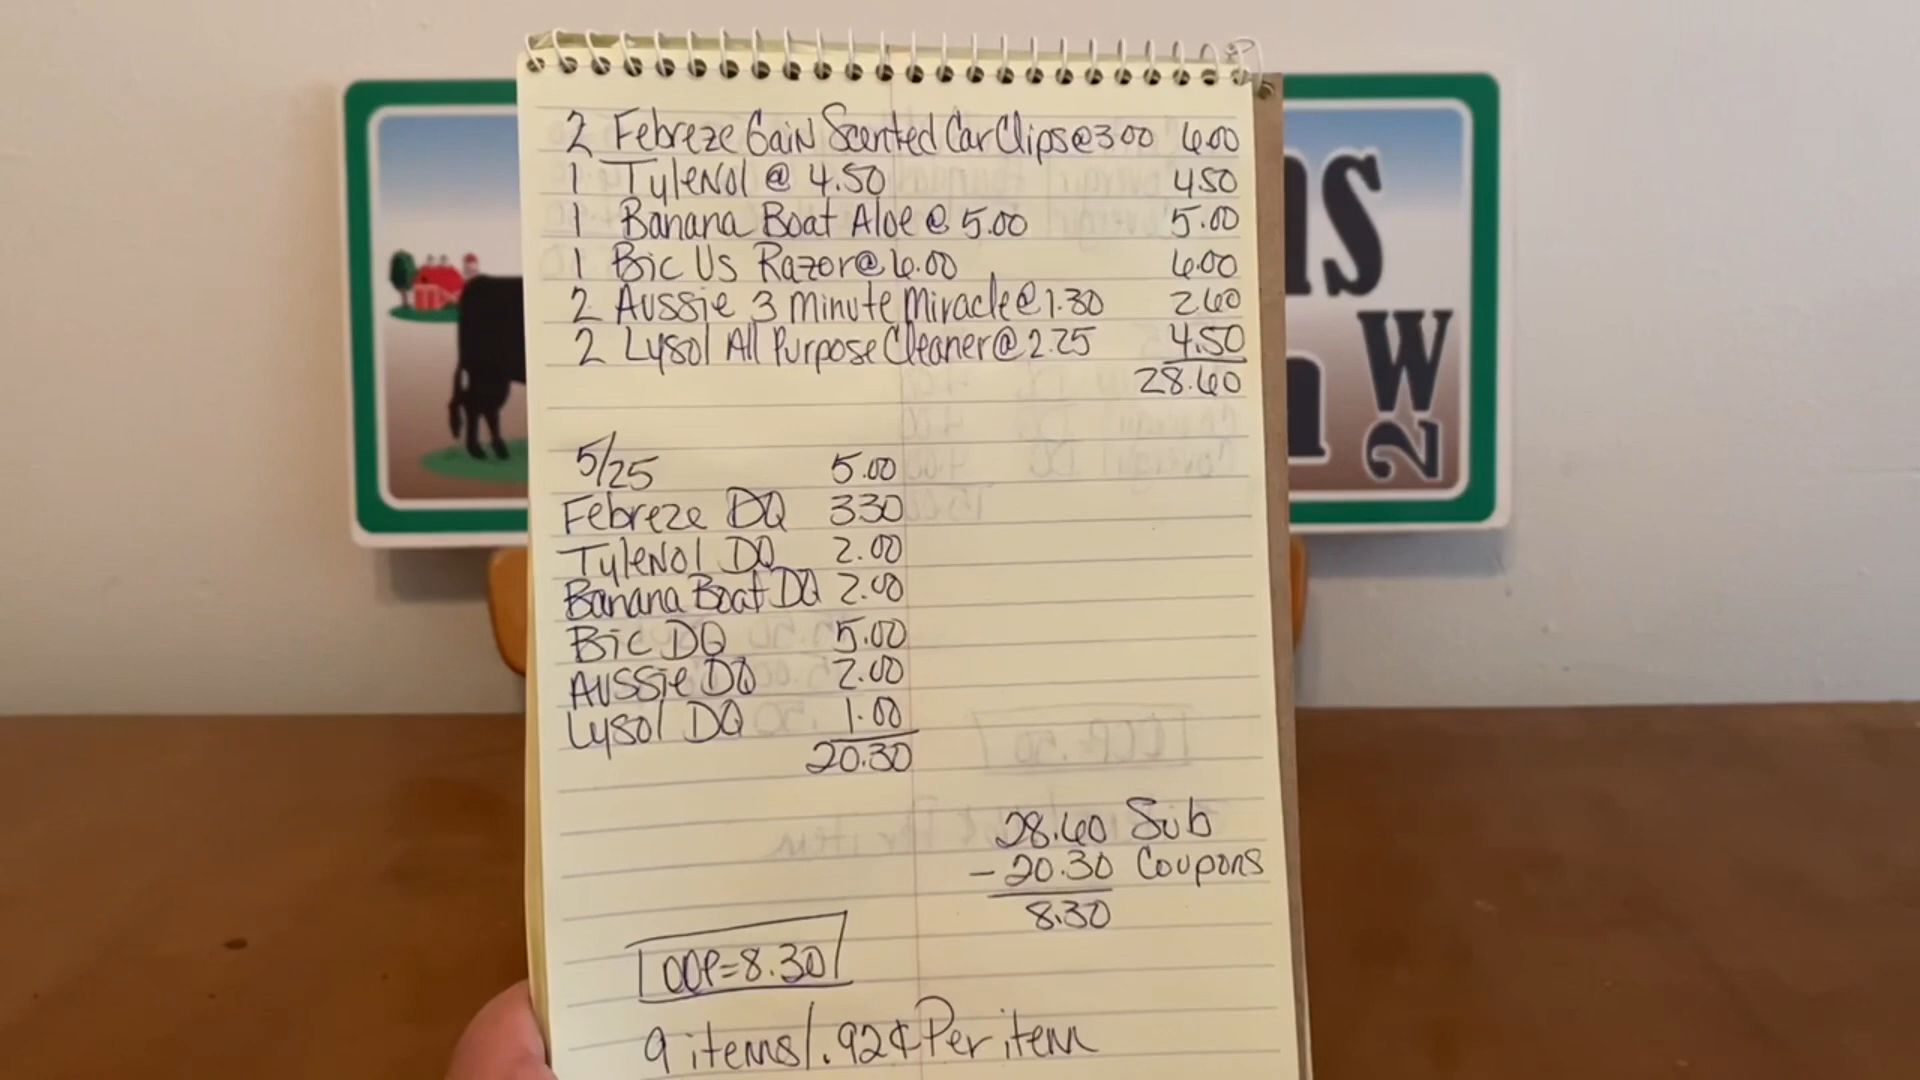 2 Febreze Gain Scented Car Clips @ 3.00 6.00
1 Tylenol @ 4.50 4.50
1 Banana Boat Aloe @ 5.00 5.00
1 Bic Us Razor @ 6.00 6.00
2 Aussie 3 Minute Miracle @ 1.30 2.60
2 Lysol All Purpose Cleaner @ 2.25 4.50
28.60
5/25 5.00
Febreze DQ 3.30
Tylenol DQ 2.00
Banana Boat DQ 2.00
Bic DQ 5.00
Aussie DQ 2.00
Lysol DQ 1.00
20.30
28.60 Sub
- 20.30 Coupons
8.30
OOP=8.30
9 items/.92¢ Per item
W
2